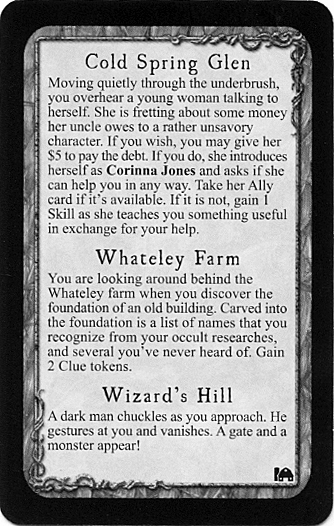 Cold Spring Glen
Moving quietly through the underbrush,
you overhear a young woman talking to
herself. She is fretting about some money
her uncle owes to a rather unsavory
character. If you wish, you may give her
$5 to pay the debt. If you do, she introduces
herself as Corinna Jones and asks if she
can help you in any way. Take her Ally
card if it's available. If it is not, gain 1
Skill as she teaches you something useful
in exchange for your help.
Whateley Farm
You are looking around behind the
Whateley farm when you discover the
foundation of an old building. Carved into
the foundation is a list of names that you
recognize from your occult researches,
and several you've never heard of. Gain
2 Clue tokens.
Wizard's Hill
A dark man chuckles as you approach. He
gestures at you and vanishes. A gate and a
monster appear!